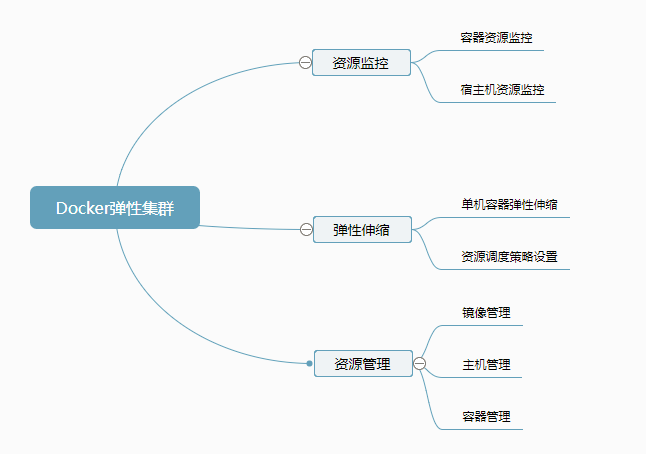 容器资源监控
资源监控
宿主机资源监控
Docker弹性集群
单机容器弹性伸缩
弹性伸缩
资源调度策略设置
镜像管理
资源管理
主机管理
容器管理